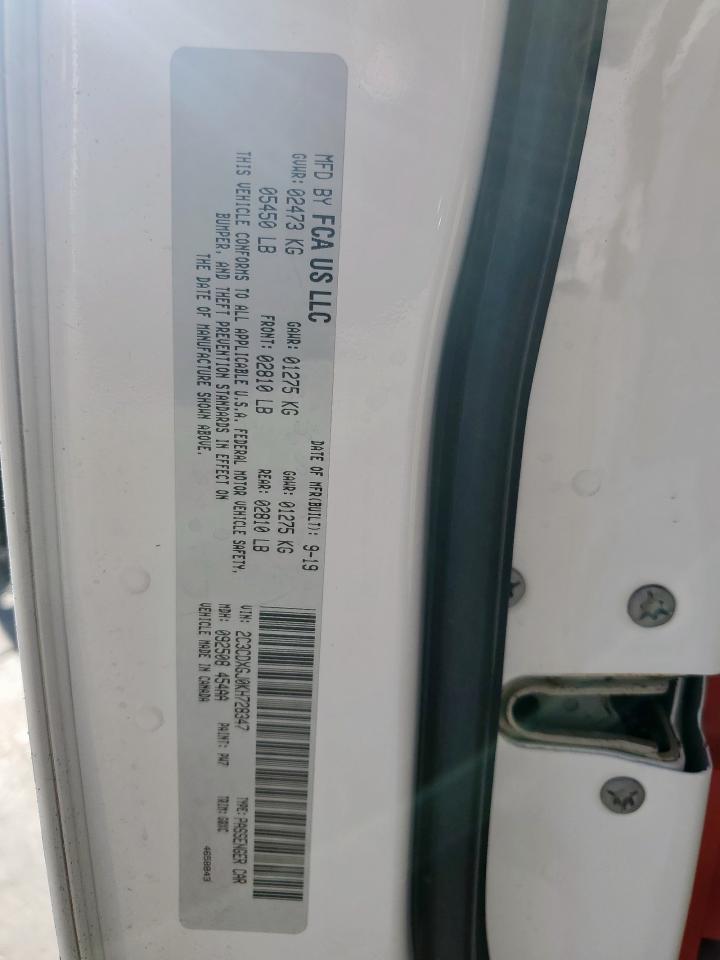 MFD BY FCA US LLC
DATE OF MFR(BUILT): 9-19
GVWR: 02473 KG GAWR: 01275 KG GAWR: 01275 KG
05450 LB FRONT: 02810 LB REAR: 02810 LB
THIS VEHICLE CONFORMS TO ALL APPLICABLE U.S.A. FEDERAL MOTOR VEHICLE SAFETY,
BUMPER, AND THEFT PREVENTION STANDARDS IN EFFECT ON
THE DATE OF MANUFACTURE SHOWN ABOVE.
VIN: 2C3CDXGJ0KH728347 TYPE: PASSENGER CAR
MDH: 092508 454AA PAINT: PW7 TRIM:
VEHICLE MADE IN CANADA 4658843